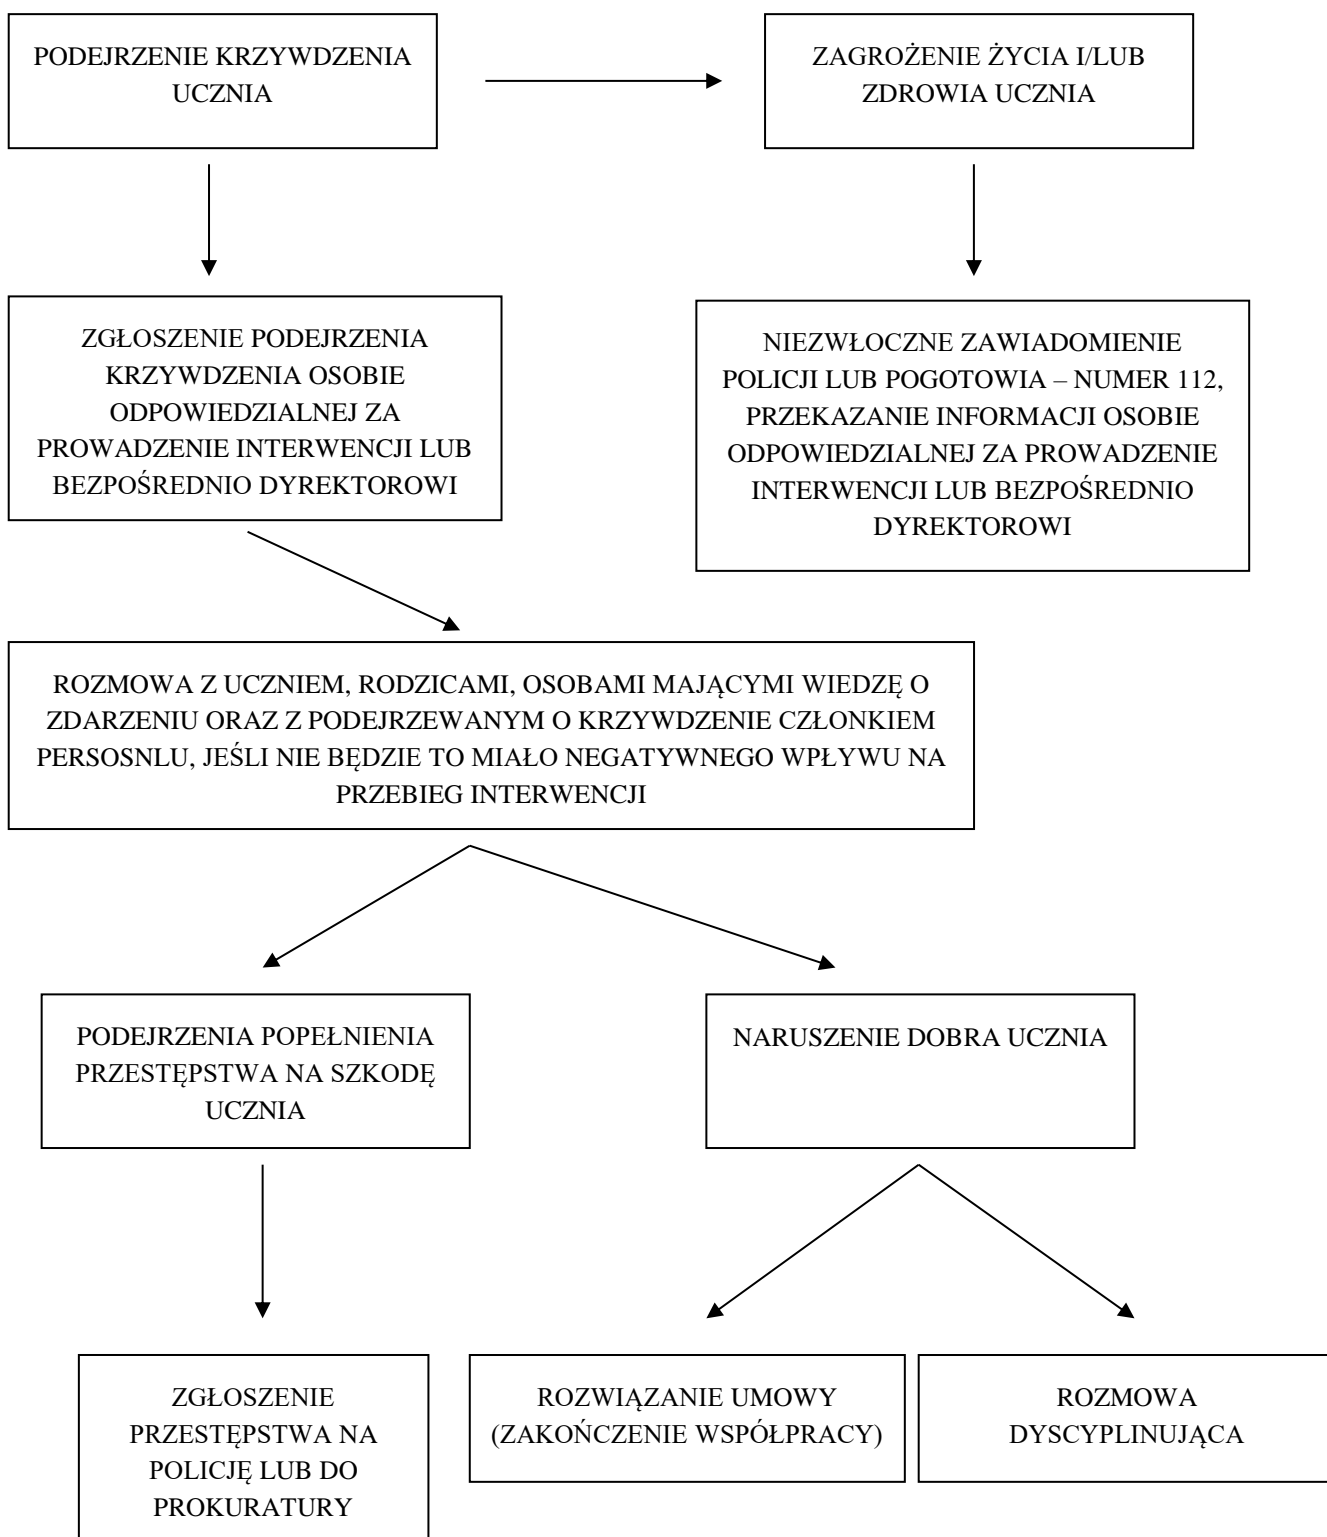 PODEJRZENIE KRZYWDZENIA
UCZNIA
ZAGROŻENIE ŻYCIA I/LUB
ZDROWIA UCZNIA
ZGŁOSZENIE PODEJRZENIA
KRZYWDZENIA OSOBIE
ODPOWIEDZIALNEJ ZA
PROWADZENIE INTERWENCJI LUB
BEZPOŚREDNIO DYREKTOROWI
NIEZWŁOCZNE ZAWIADOMIENIE
POLICJI LUB POGOTOWIA – NUMER 112,
PRZEKAZANIE INFORMACJI OSOBIE
ODPOWIEDZIALNEJ ZA PROWADZENIE
INTERWENCJI LUB BEZPOŚREDNIO
DYREKTOROWI
ROZMOWA Z UCZNIEM, RODZICAMI, OSOBAMI MAJĄCYMI WIEDZĘ O
ZDARZENIU ORAZ Z PODEJRZEWANYM O KRZYWDZENIE CZŁONKIEM
PERSOSNLU, JEŚLI NIE BĘDZIE TO MIAŁO NEGATYWNEGO WPŁYWU NA
PRZEBIEG INTERWENCJI
PODEJRZENIA POPEŁNIENIA
PRZESTĘPSTWA NA SZKODĘ
UCZNIA
NARUSZENIE DOBRA UCZNIA
ZGŁOSZENIE
PRZESTĘPSTWA NA
POLICJĘ LUB DO
PROKURATURY
ROZWIĄZANIE UMOWY
(ZAKOŃCZENIE WSPÓŁPRACY)
ROZMOWA
DYSCYPLINUJĄCA